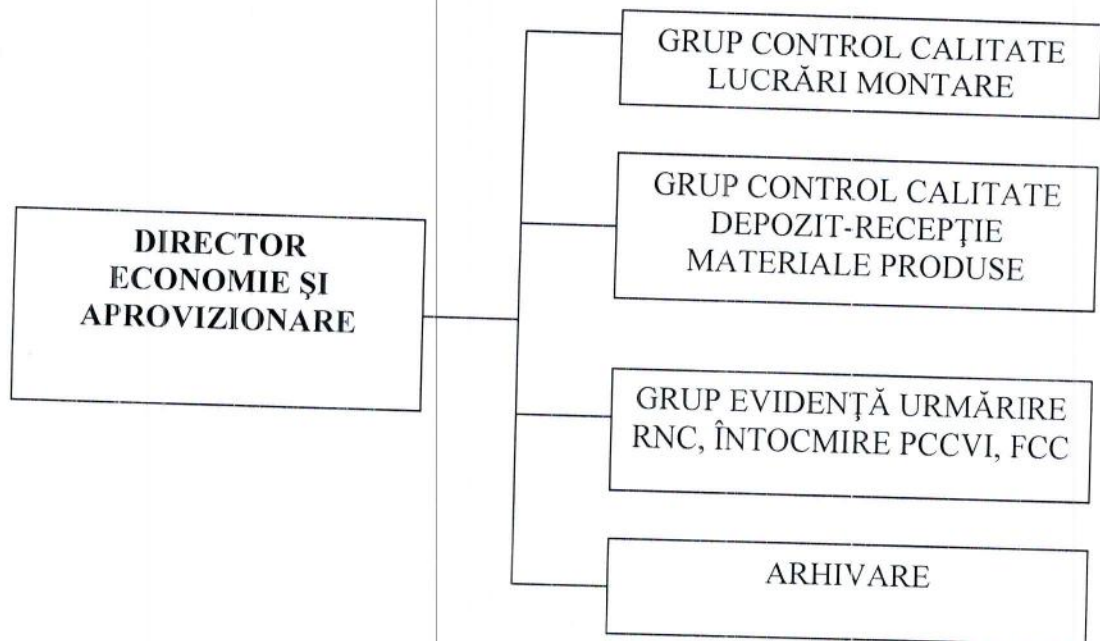 GRUP CONTROL CALITATE
LUCRĂRI MONTARE
GRUP CONTROL CALITATE
DEPOZIT-RECEPŢIE
MATERIALE PRODUSE
DIRECTOR
ECONOMIE ŞI
APROVIZIONARE
GRUP EVIDENŢĂ URMĂRIRE
RNC, ÎNTOCMIRE PCCVI, FCC
ARHIVARE